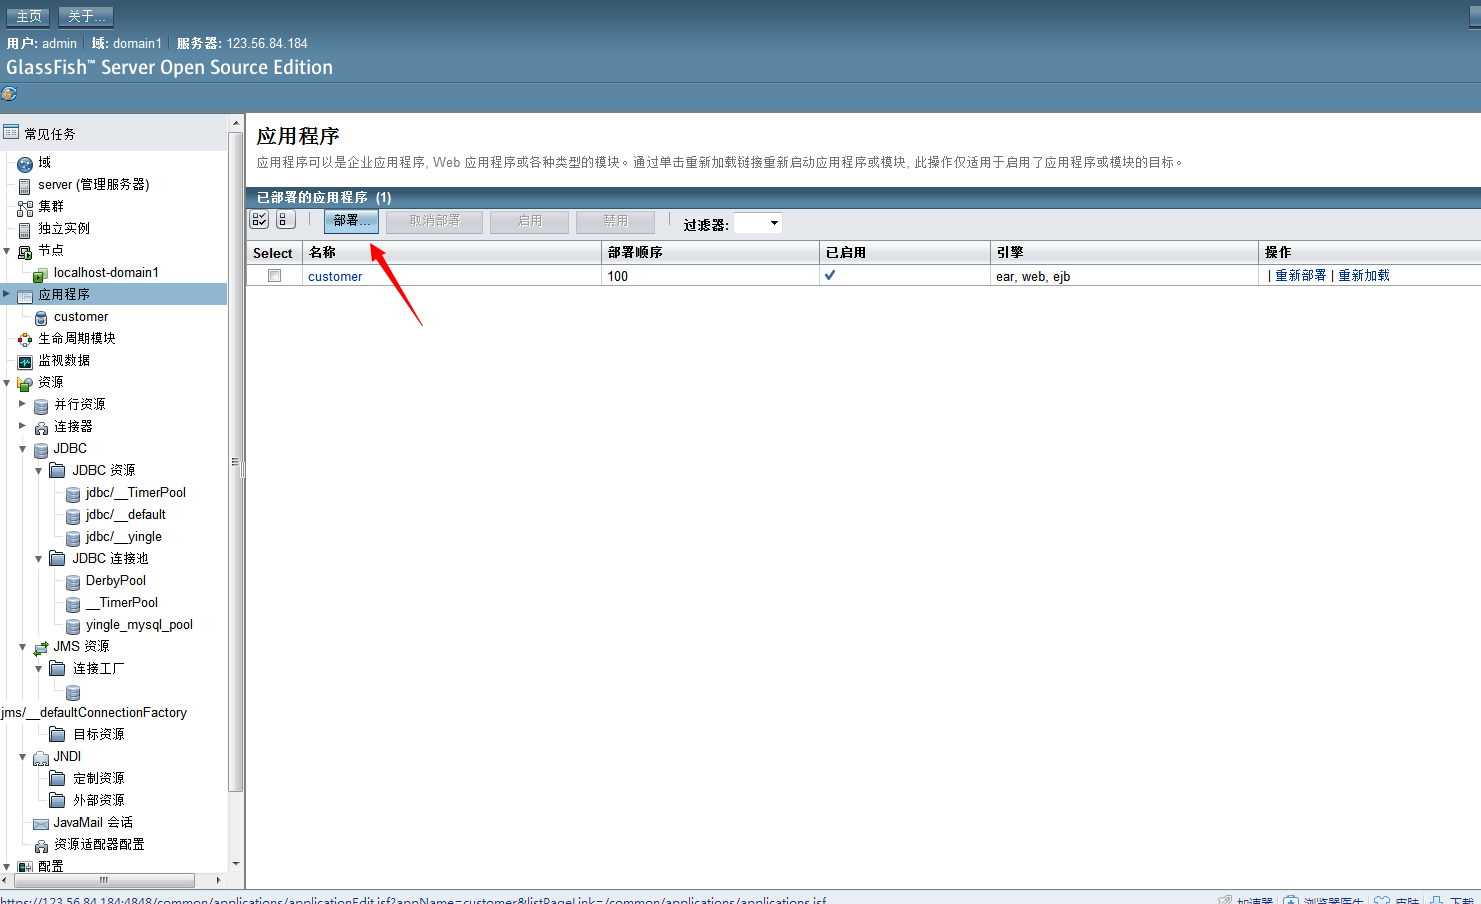 主页 关于...
用户: admin 域: domain1 服务器: 123.56.84.184
GlassFish™ Server Open Source Edition
常见任务
域
server (管理服务器)
集群
独立实例
节点
localhost-domain1
应用程序
customer
生命周期模块
监视数据
资源
并行资源
连接器
JDBC
JDBC 资源
jdbc/__TimerPool
jdbc/__default
jdbc/__yingle
JDBC 连接池
DerbyPool
__TimerPool
yingle_mysql_pool
JMS 资源
连接工厂
jms/__defaultConnectionFactory
目标资源
JNDI
定制资源
外部资源
JavaMail 会话
资源适配器配置
配置
应用程序
应用程序可以是企业应用程序, Web 应用程序或各种类型的模块。通过单击重新加载链接重新启动应用程序或模块, 此操作仅适用于启用了应用程序或模块的目标。
已部署的应用程序 (1)
部署... 取消部署 启用 禁用 过滤器:
Select 名称 部署顺序 已启用 引擎 操作
customer 100 ear, web, ejb | 重新部署 | 重新加载
https://123.56.84.184:4848/common/applications/applicationEdit.jsf?appName=customer&listPageLink=/common/applications/applications.jsf 加速器 浏览器医生 皮肤 下载